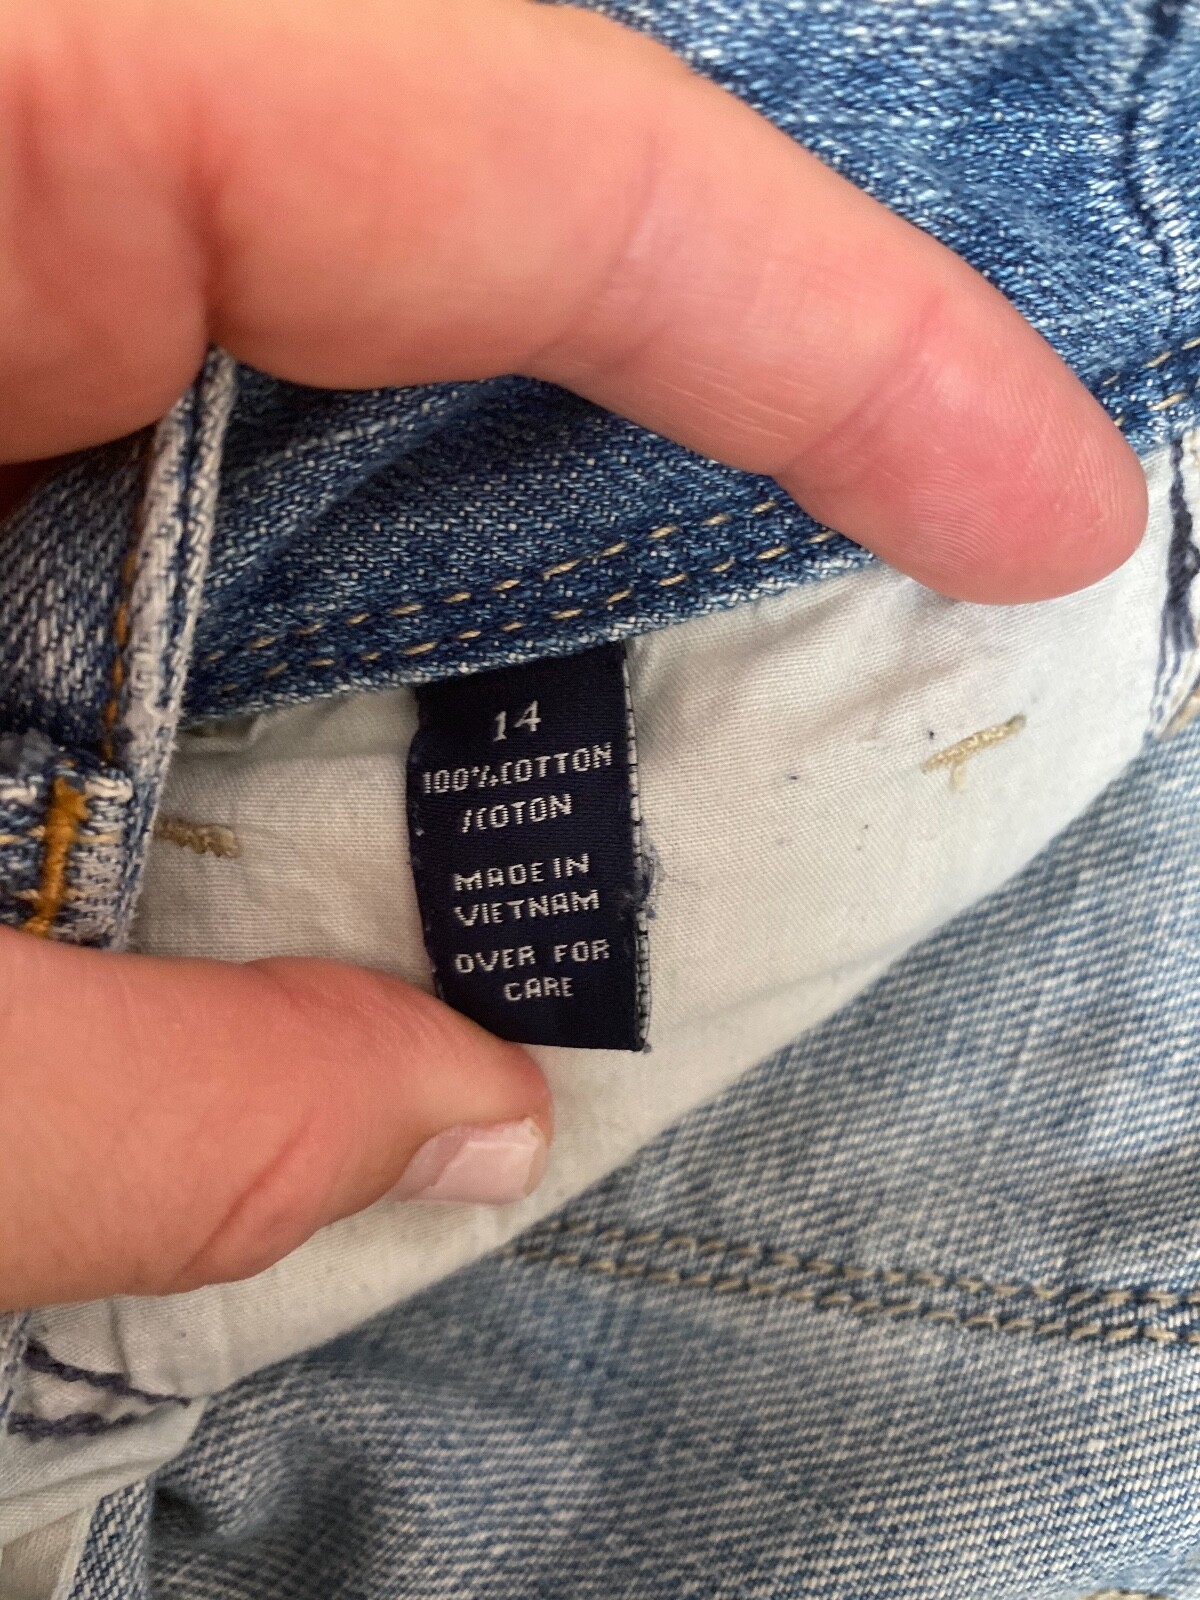 14
100%COTTON
/COTON
MADE IN
VIETNAM
OVER FOR
CARE